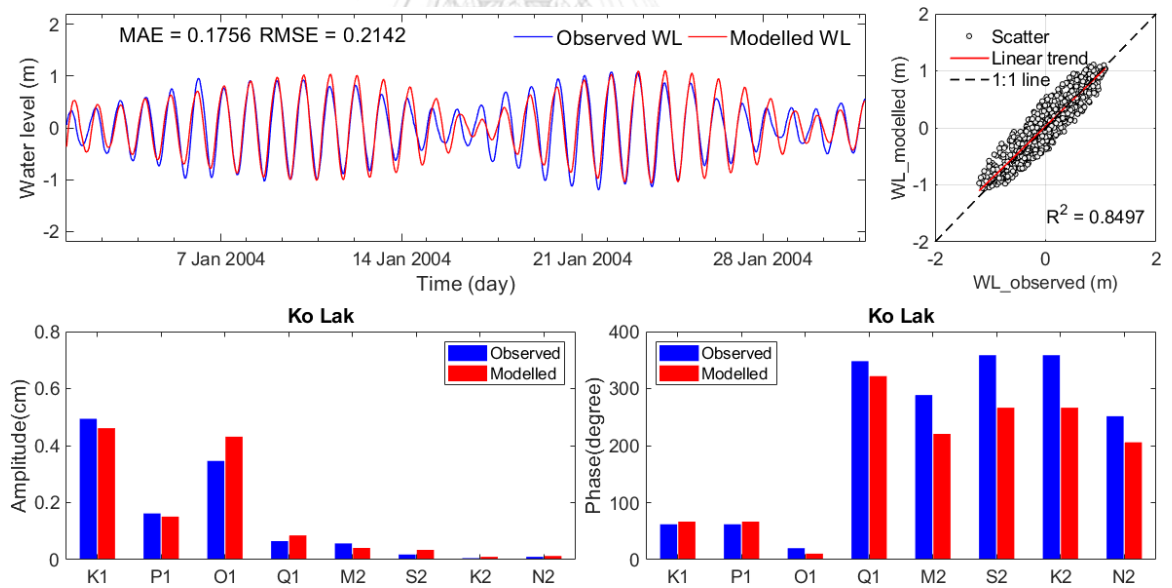 MAE = 0.1756 RMSE = 0.2142
Observed WL
Modelled WL
2
1
0
-1
-2
Water level (m)
7 Jan 2004
14 Jan 2004
21 Jan 2004
28 Jan 2004
Time (day)
Scatter
Linear trend
1:1 line
2
1
0
-1
-2
WL_modelled (m)
R² = 0.8497
-2
0
2
WL_observed (m)
Ko Lak
Observed
Modelled
0.8
0.6
0.4
0.2
0
Amplitude(cm)
K1
P1
O1
Q1
M2
S2
K2
N2
Ko Lak
Observed
Modelled
400
300
200
100
0
Phase(degree)
K1
P1
O1
Q1
M2
S2
K2
N2